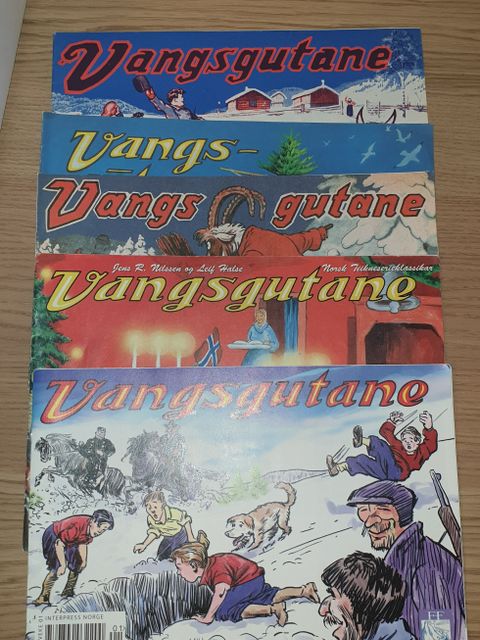 Vangsgutane
Vangs-
Vangs gutane
Jens R. Nilssen og Leif Halse
Norsk Teikneserieklassikar
Vangsgutane
Vangsgutane
INTERPRESS NORGE